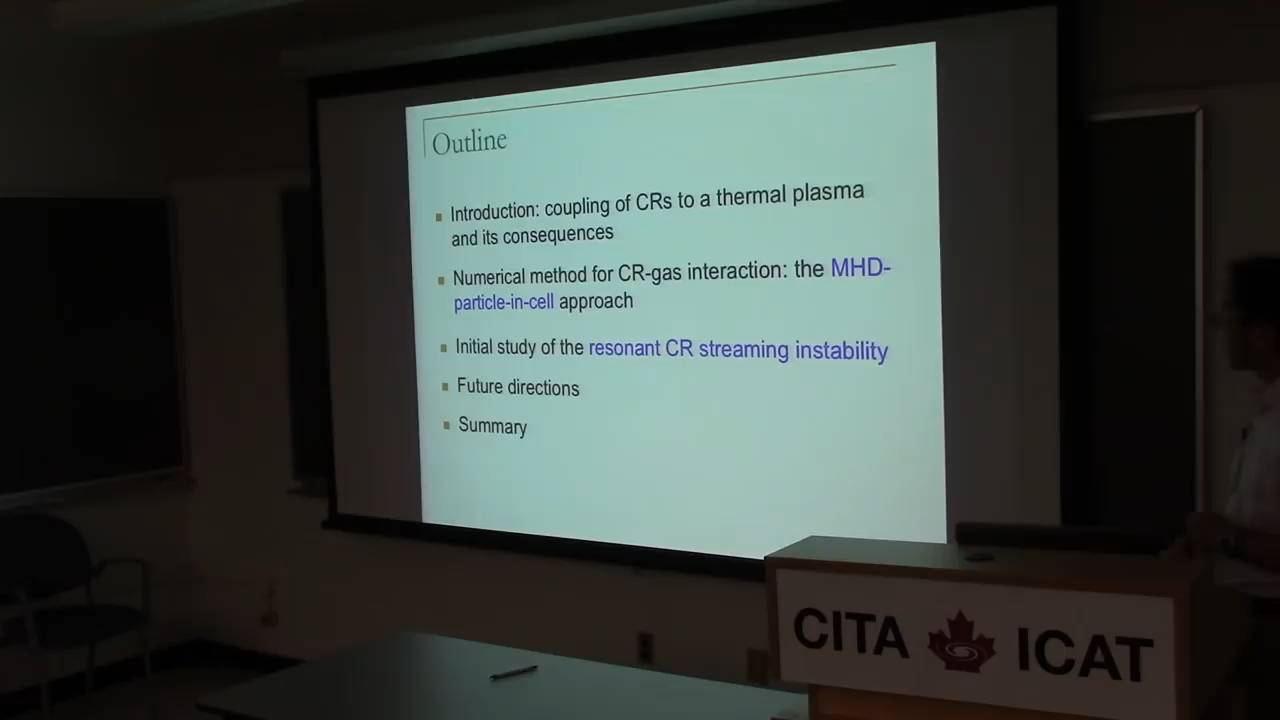 Outline
Introduction: coupling of CRs to a thermal plasma
and its consequences
Numerical method for CR-gas interaction: the MHD-
particle-in-cell approach
Initial study of the resonant CR streaming instability
Future directions
Summary
CITA ICAT